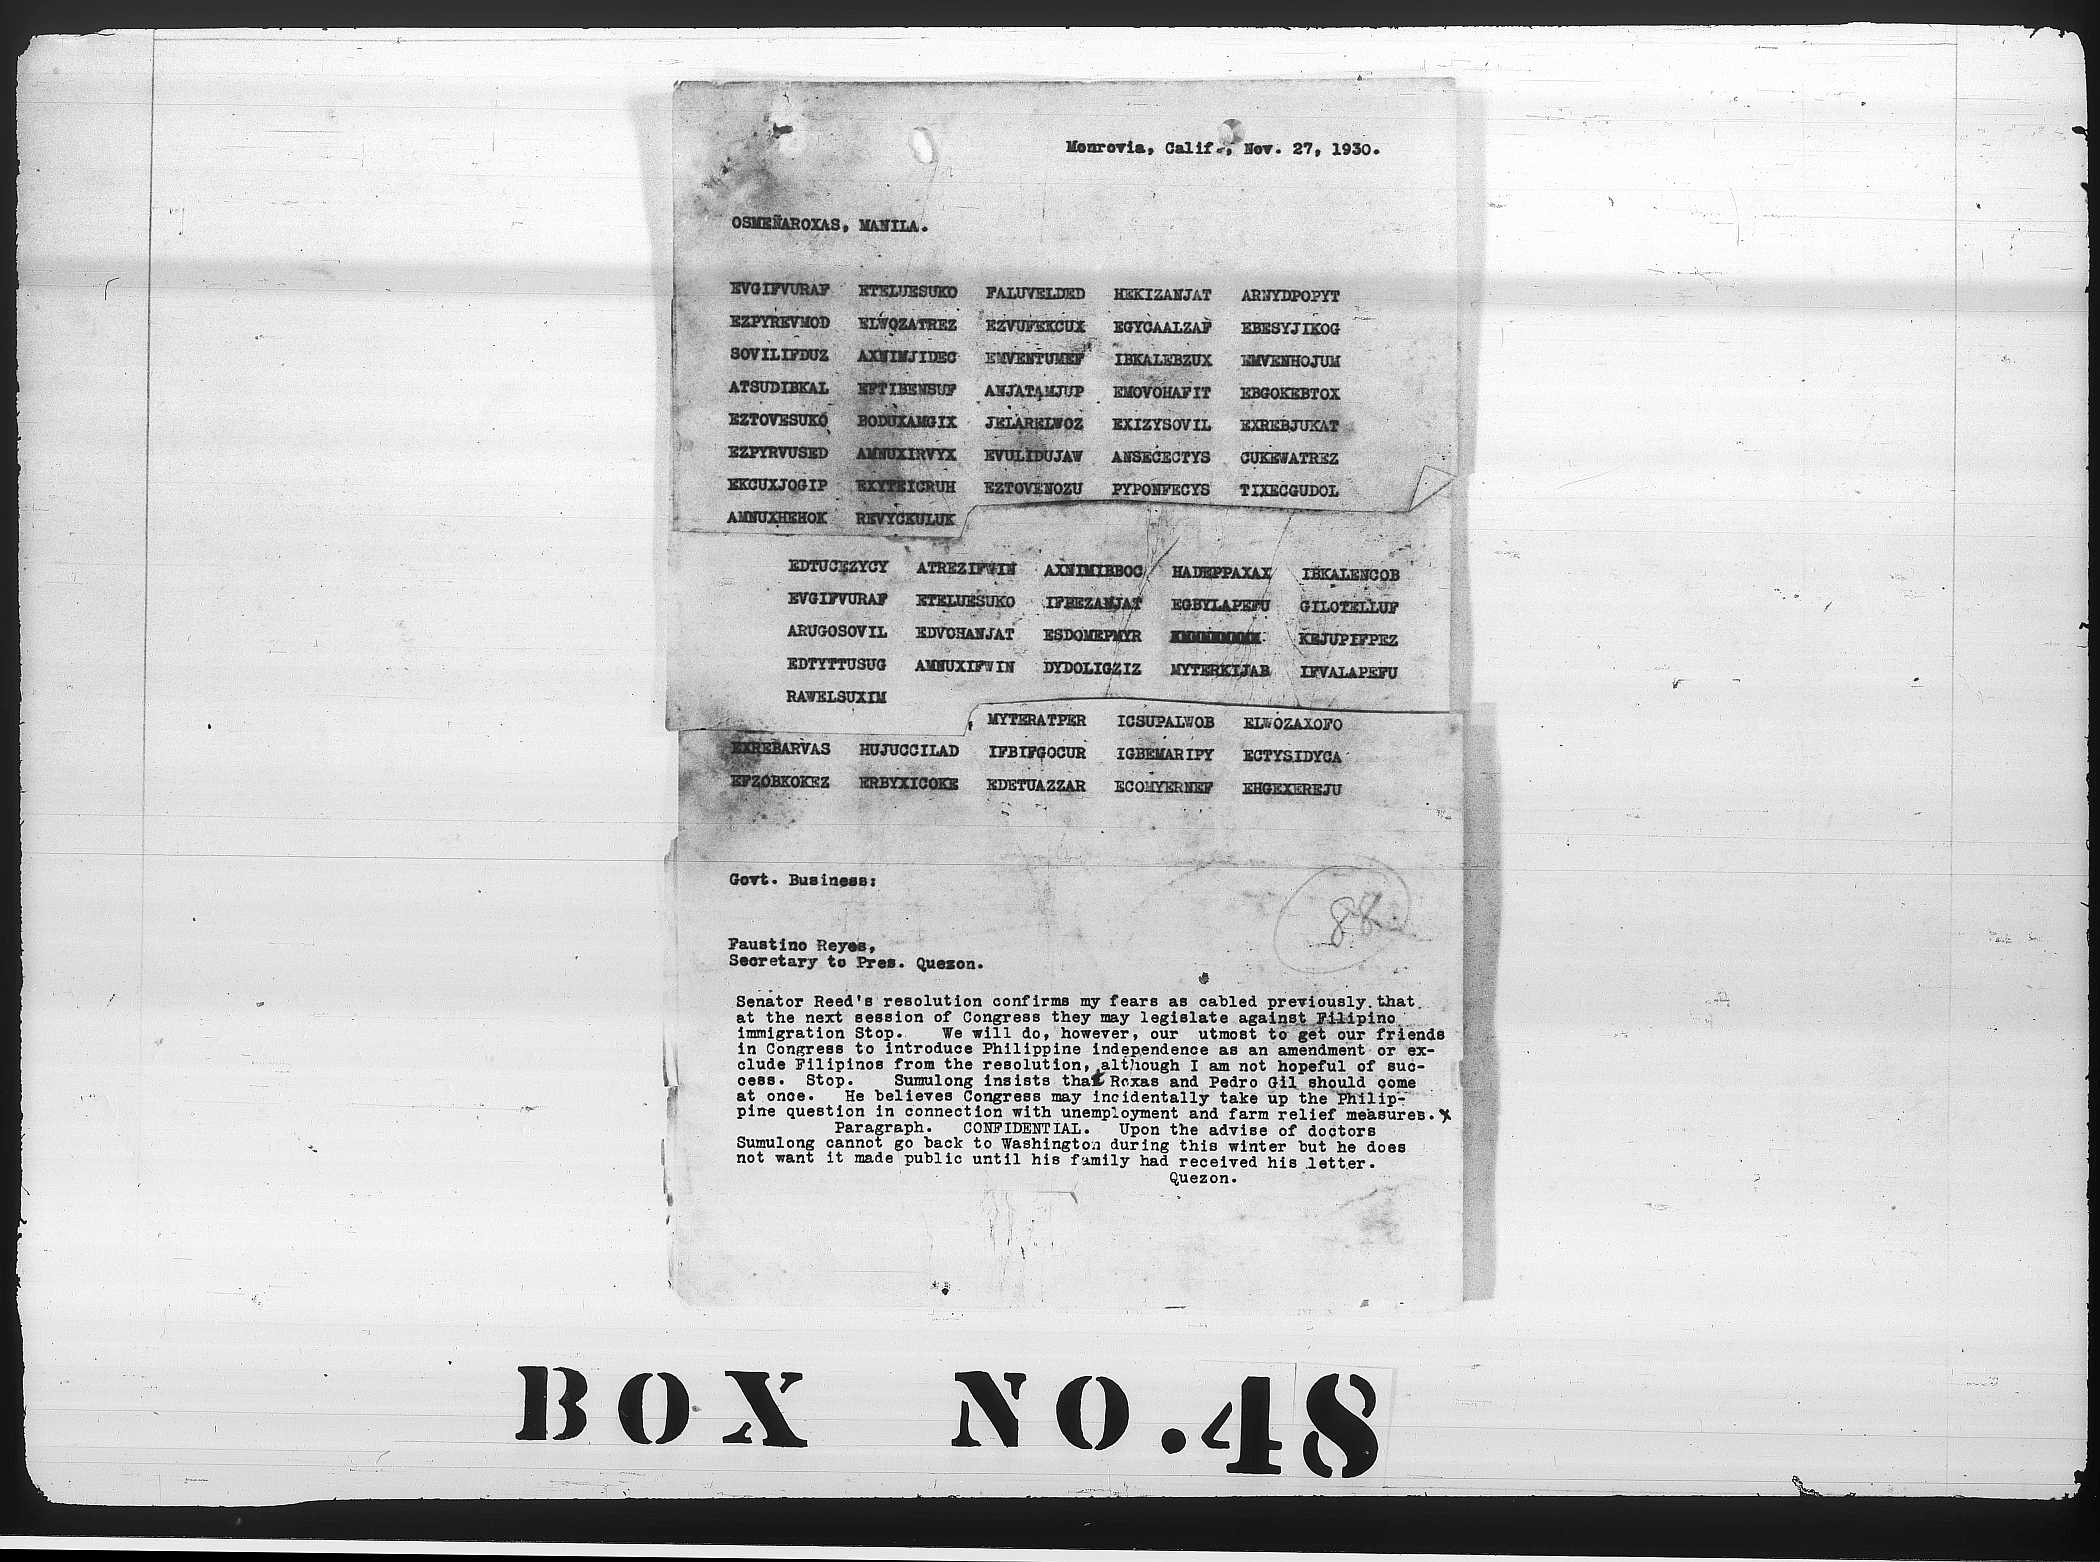 Monrovia, Calif., Nov. 27, 1930.
OSMEÑAROXAS, MANILA.
EVGIFVURAF ETELUESUKO FALUVELDED HEKIZANJAT ARNYDPOPYT
EZPYREVMOD ELWOZATREZ EZVUFEKCUX EGYCAALZAF EBESYJIKOG
SOVILIFDUZ AXNIMJIDEC EMVENTUMEF IBKALEBZUX EMVENHOJUM
ATSUDIBKAL EFTIBENSUF ANJATAMJUP EMOVOHAFIT EBGOKEBTOX
EZTOVESUKO BODUXAMGIX JELARELWOZ EXIZYSOVIL EXREBJUKAT
EZPYRVUSED AMNUXIRVYX EVULIDUJAW ANSECECTYS CUKEWATREZ
EKCUXJOGIP EXYTEICRUH EZTOVENOZU PYPONFECYS TIXECGUDOL
AMNUXHEHOK REVYCKULUK
EDTUCEZYCY ATREZIFWIN AXNIMIBBOC HADEPPAXAX IBKALENCOB
EVGIFVURAF ETELUESUKO IFBEZANJAT EGBYLAPEFU GILOTELLUF
ARUGOSOVIL EDVOHANJAT ESDOMEPMYR KEJUPIFPEZ
EDTYTTUSUG AMNUXIFWIN DYDOLIGZIZ MYTERKIJAB IFVALAPEFU
RAWELSUXIM
, MYTERATPER ICSUPALWOB ELWOZAXOFO
EXREBARVAS HUJUCCILAD IFBIFGOCUR IGBEMARIPY ECTYSIDYCA
EFZOBKOKEZ ERBYXICOKE EDETUAZZAR ECOMYERNEF EHGEXEREJU
Govt. Business:
88
Faustino Reyes,
Secretary to Pres. Quezon.
Senator Reed's resolution confirms my fears as cabled previously that
at the next session of Congress they may legislate against Filipino
immigration Stop. We will do, however, our utmost to get our friends
in Congress to introduce Philippine independence as an amendment or ex-
clude Filipinos from the resolution, although I am not hopeful of suc-
cess. Stop. Sumulong insists that Roxas and Pedro Gil should come
at once. He believes Congress may incidentally take up the Philip-
pine question in connection with unemployment and farm relief measures.
Paragraph. CONFIDENTIAL. Upon the advise of doctors
Sumulong cannot go back to Washington during this winter but he does
not want it made public until his family had received his letter.
Quezon.
BOX NO.48